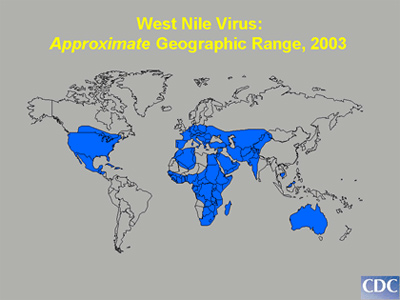 West Nile Virus:
Approximate Geographic Range, 2003
CDC